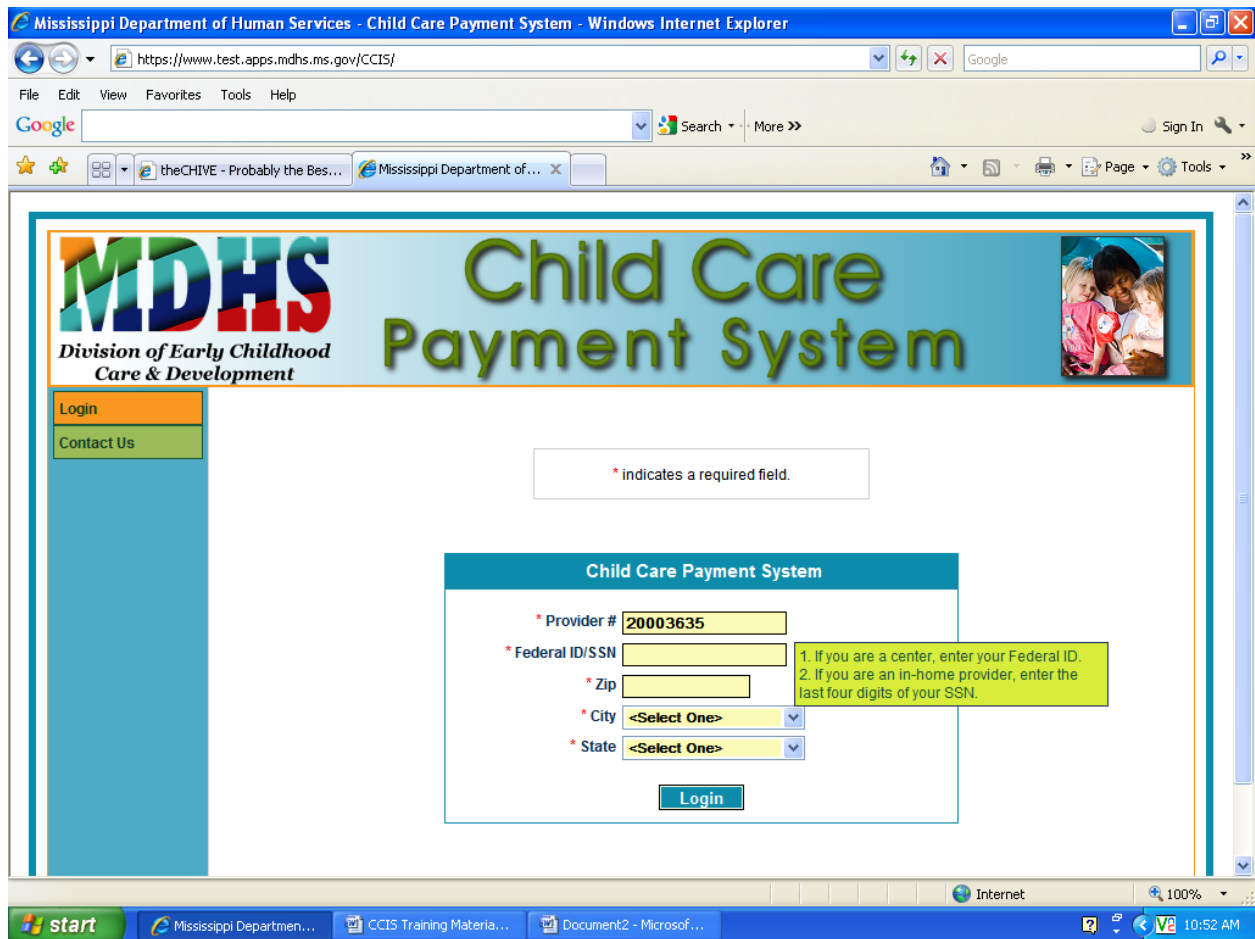 Mississippi Department of Human Services - Child Care Payment System - Windows Internet Explorer
https://www.test.apps.mdhs.ms.gov/CCIS/
Google
File Edit View Favorites Tools Help
Google Search More >> Sign In
theCHIVE - Probably the Bes... Mississippi Department of... X Page Tools »
MDHS
Division of Early Childhood
Care & Development
Child Care
Payment System
Login
Contact Us
* indicates a required field.
Child Care Payment System
* Provider # 20003635
* Federal ID/SSN
1. If you are a center, enter your Federal ID.
2. If you are an in-home provider, enter the
last four digits of your SSN.
* Zip
* City <Select One>
* State <Select One>
Login
Internet 100%
start Mississippi Departmen... CCIS Training Materia... Document2 - Microsof... 10:52 AM